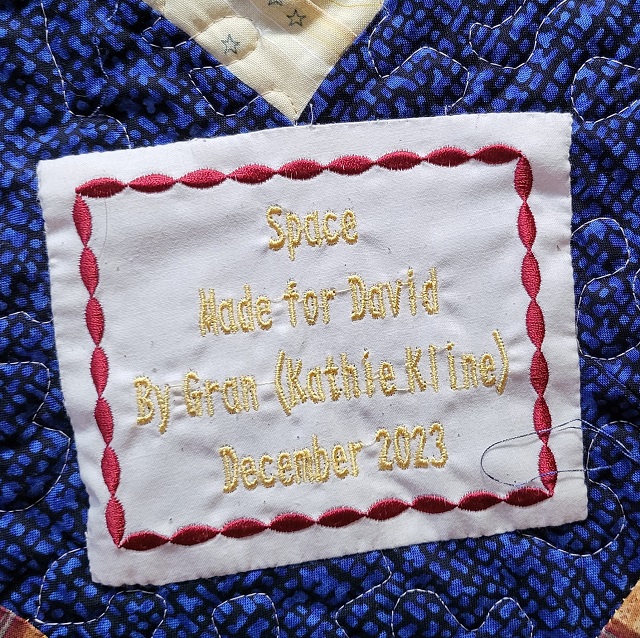 Space
Made for David
By Gran (Kathie Kline)
December 2023